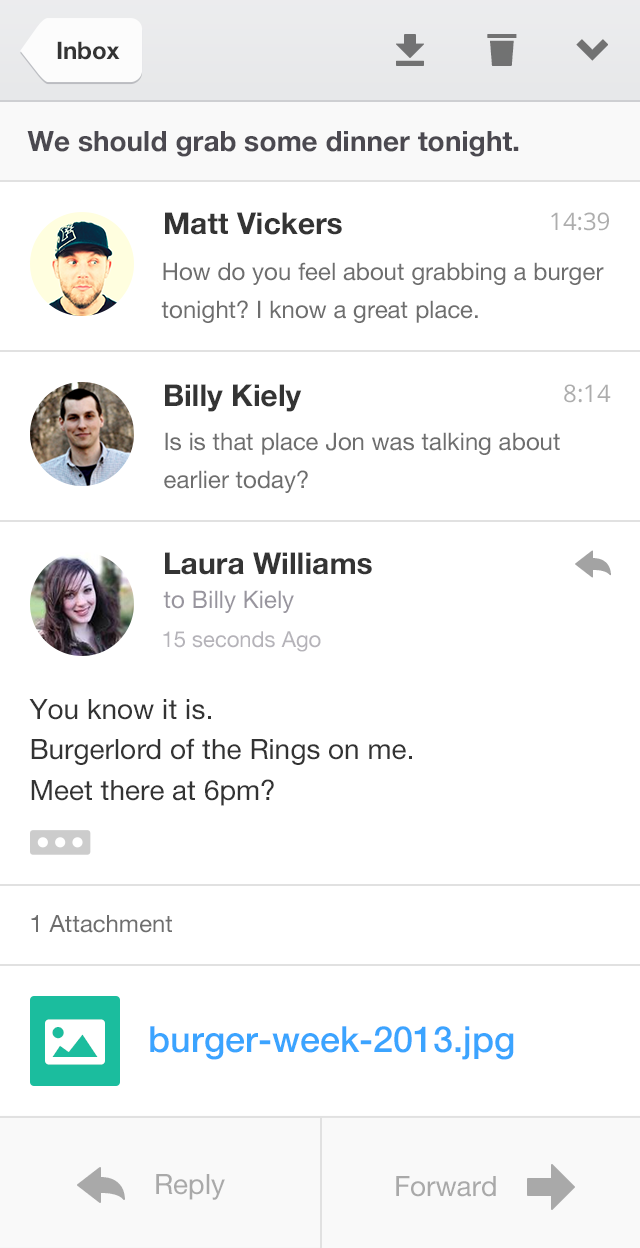 Inbox
We should grab some dinner tonight.
Matt Vickers
14:39
How do you feel about grabbing a burger
tonight? I know a great place.
Billy Kiely
8:14
Is is that place Jon was talking about
earlier today?
Laura Williams
to Billy Kiely
15 seconds Ago
You know it is.
Burgerlord of the Rings on me.
Meet there at 6pm?
1 Attachment
burger-week-2013.jpg
Reply
Forward